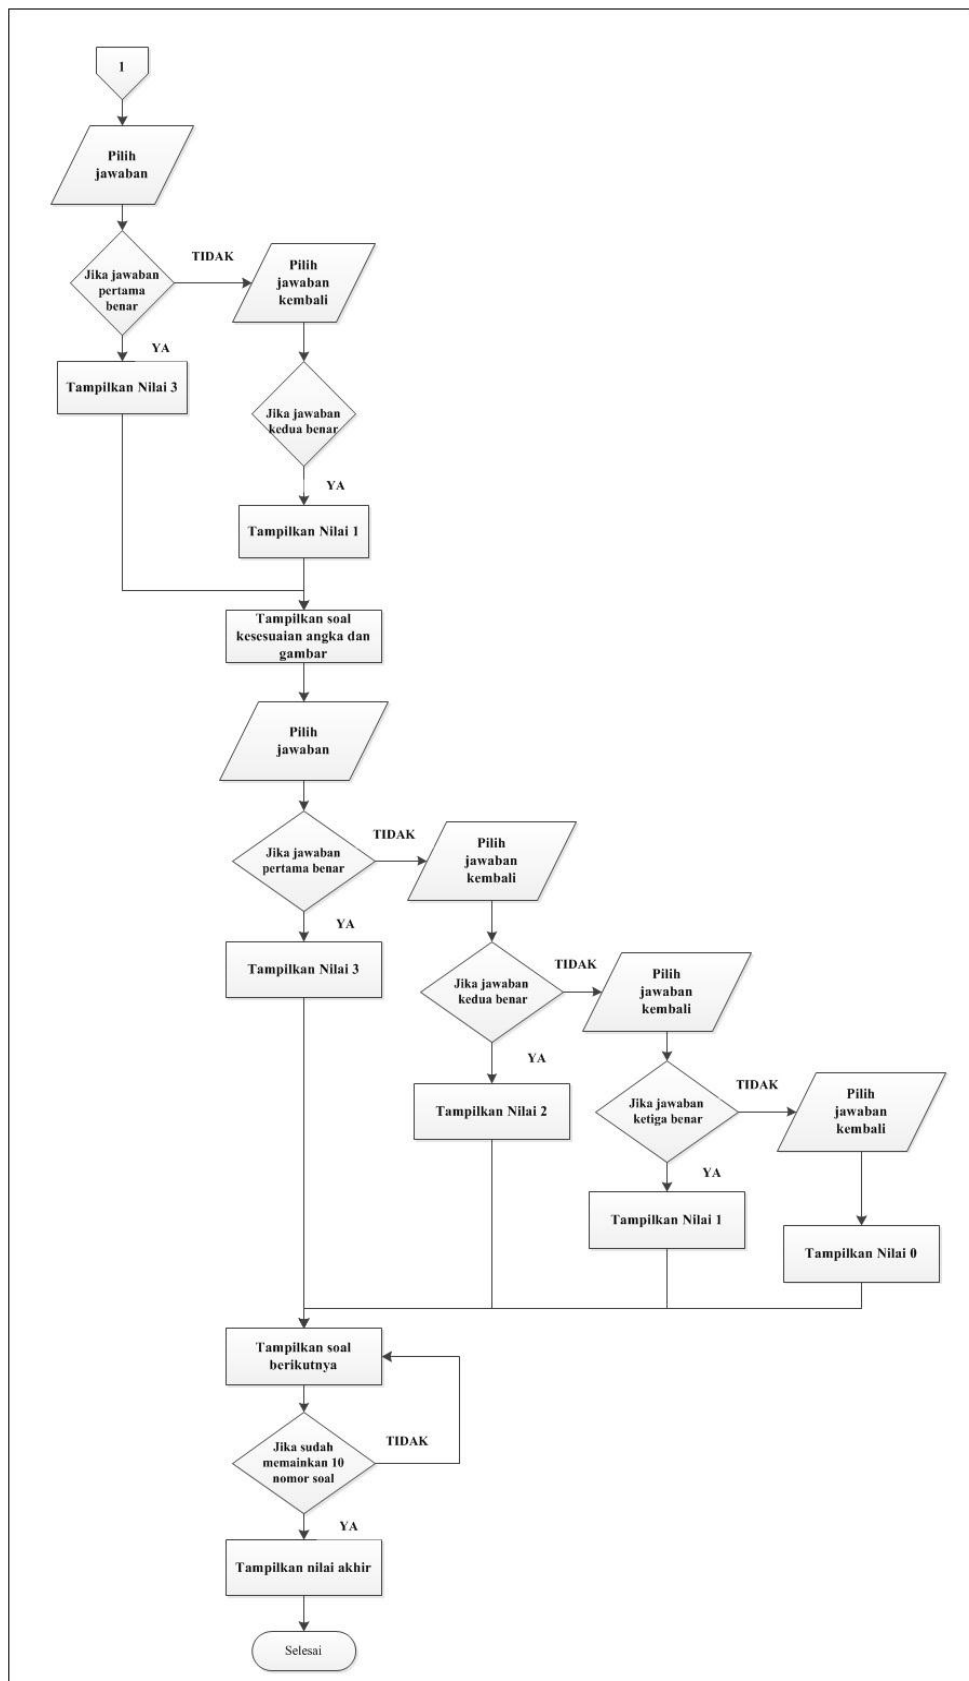 1
Pilih
jawaban
Jika jawaban
pertama
benar
TIDAK
Pilih
jawaban
kembali
YA
Tampilkan Nilai 3
Jika jawaban
kedua benar
YA
Tampilkan Nilai 1
Tampilkan soal
kesesuaian angka dan
gambar
Pilih
jawaban
Jika jawaban
pertama benar
TIDAK
Pilih
jawaban
kembali
YA
Tampilkan Nilai 3
Jika jawaban
kedua benar
TIDAK
Pilih
jawaban
kembali
YA
Tampilkan Nilai 2
Jika jawaban
ketiga benar
TIDAK
Pilih
jawaban
kembali
YA
Tampilkan Nilai 1
Tampilkan Nilai 0
Tampilkan soal
berikutnya
Jika sudah
memainkan 10
nomor soal
TIDAK
YA
Tampilkan nilai akhir
Selesai